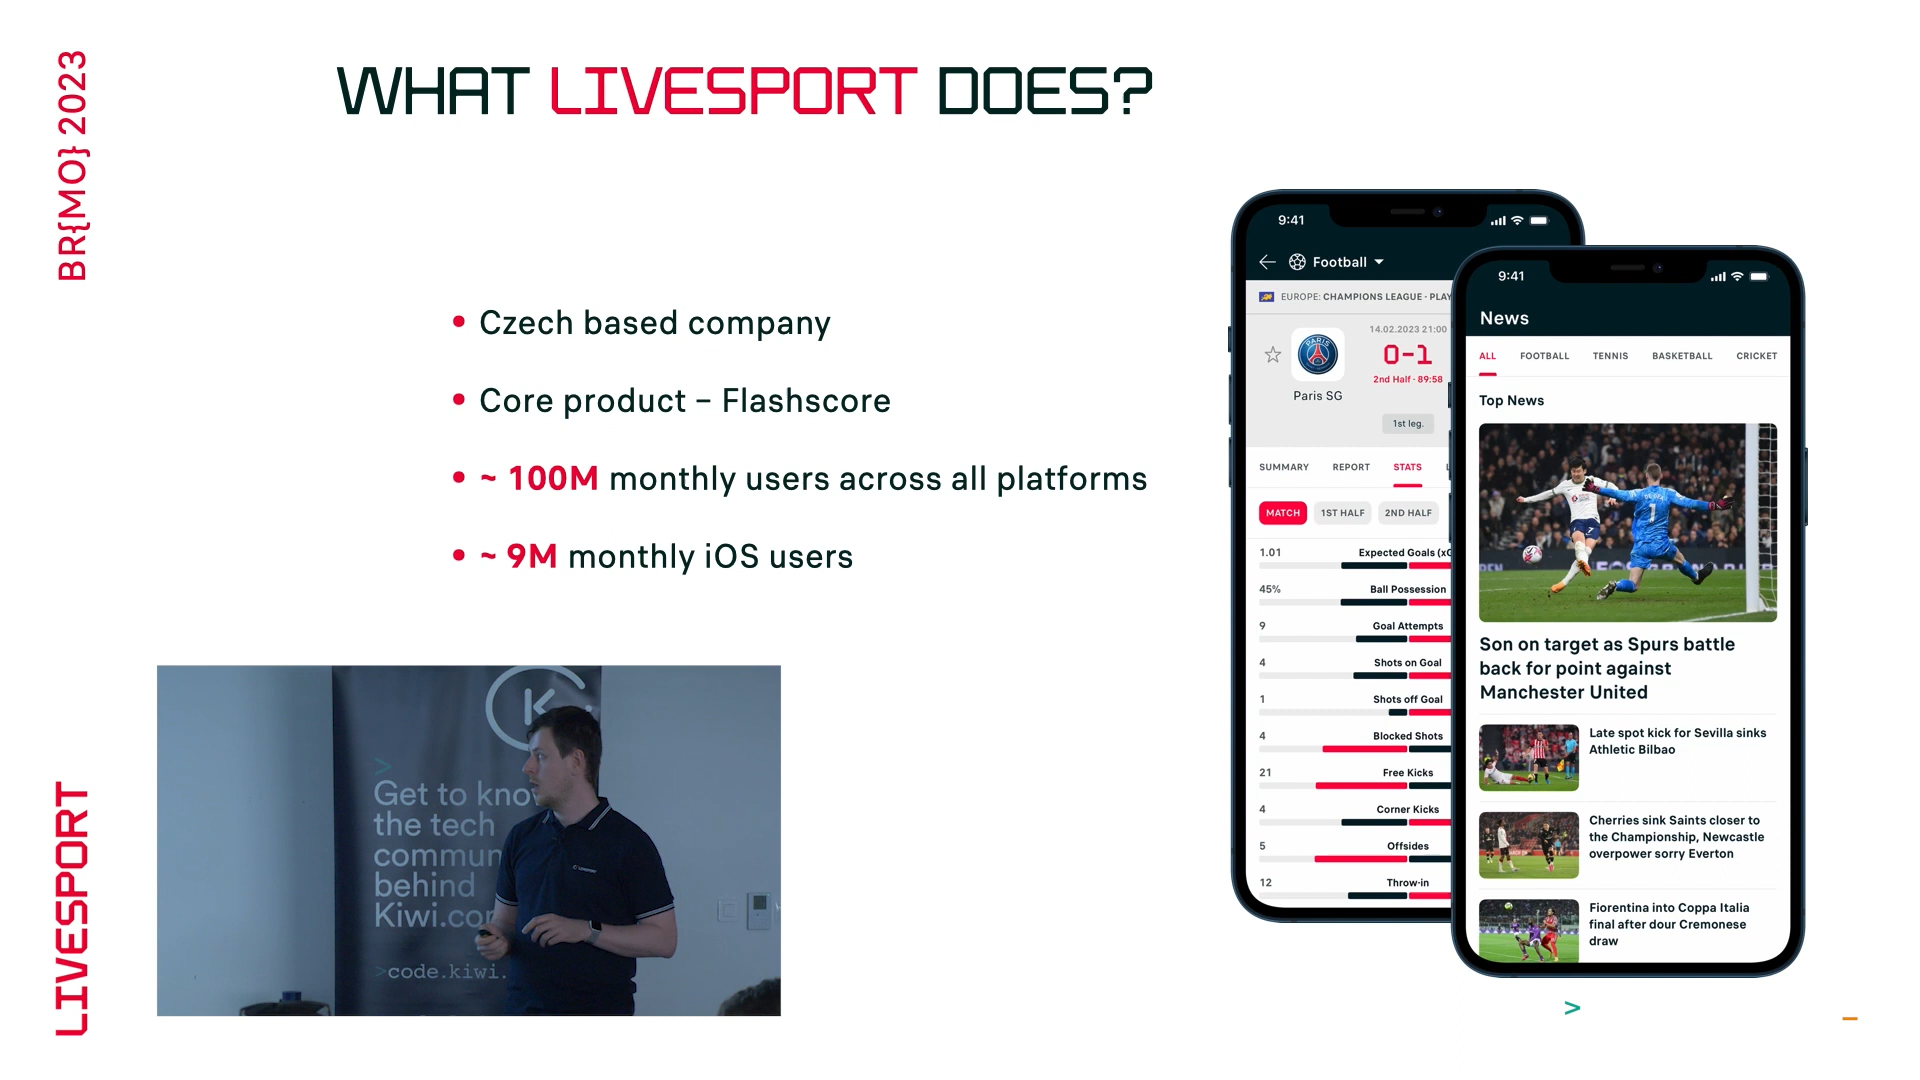 BR{MO} 2023
LIVESPORT
WHAT LIVESPORT DOES?
• Czech based company
• Core product – Flashscore
• ~ 100M monthly users across all platforms
• ~ 9M monthly iOS users
>
Get to know
the tech
commun
behind
Kiwi.co
>code.kiwi.
9:41
Football
EUROPE: CHAMPIONS LEAGUE - PLAY
14.02.2023 21:00
0-1
2nd Half - 89:58
Paris SG
1st leg.
SUMMARY REPORT STATS
MATCH 1ST HALF 2ND HALF
1.01 Expected Goals (xG
45% Ball Possession
9 Goal Attempts
4 Shots on Goal
1 Shots off Goal
4 Blocked Shots
21 Free Kicks
4 Corner Kicks
5 Offsides
12 Throw-in
9:41
News
ALL FOOTBALL TENNIS BASKETBALL CRICKET
Top News
Son on target as Spurs battle
back for point against
Manchester United
Late spot kick for Sevilla sinks
Athletic Bilbao
Cherries sink Saints closer to
the Championship, Newcastle
overpower sorry Everton
Fiorentina into Coppa Italia
final after dour Cremonese
draw
> _